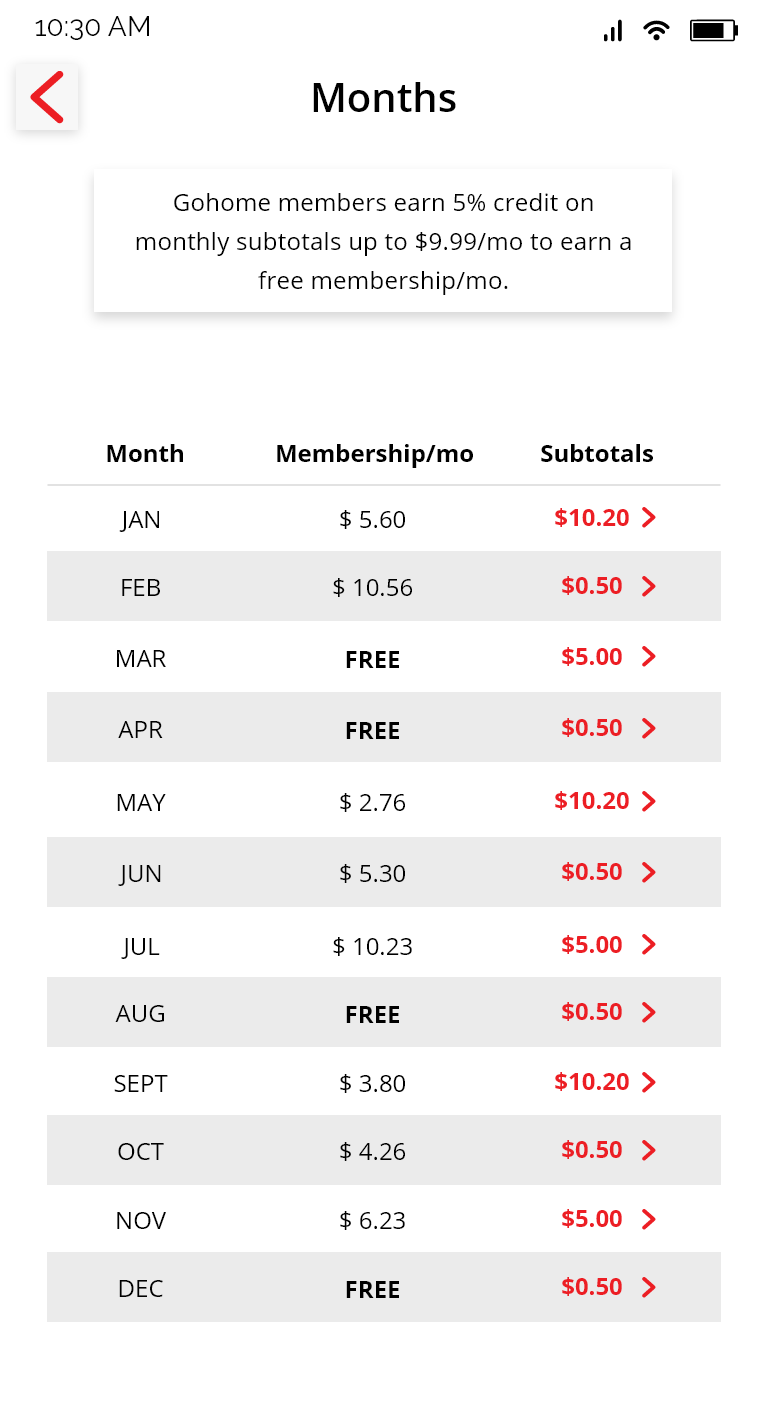 10:30 AM
Months
Gohome members earn 5% credit on
monthly subtotals up to $9.99/mo to earn a
free membership/mo.
Month Membership/mo Subtotals
JAN $ 5.60 $10.20
FEB $ 10.56 $0.50
MAR FREE $5.00
APR FREE $0.50
MAY $ 2.76 $10.20
JUN $ 5.30 $0.50
JUL $ 10.23 $5.00
AUG FREE $0.50
SEPT $ 3.80 $10.20
OCT $ 4.26 $0.50
NOV $ 6.23 $5.00
DEC FREE $0.50